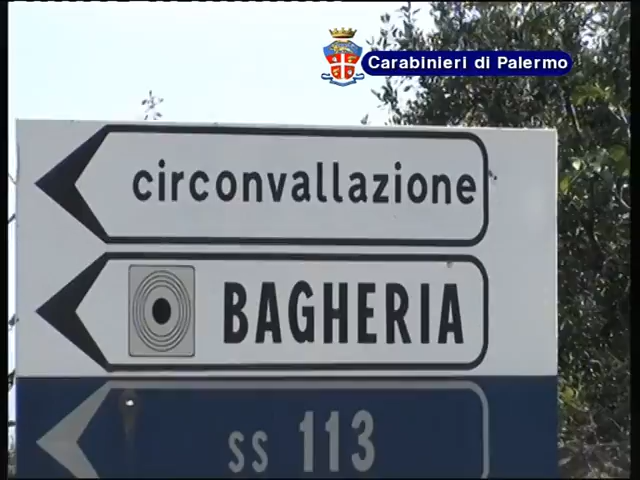 Carabinieri di Palermo
circonvallazione
BAGHERIA
ss 113